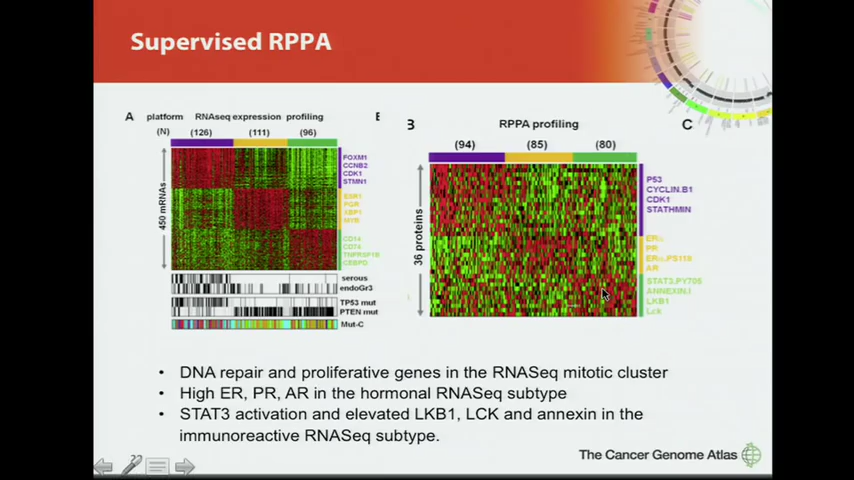 Supervised RPPA
A platform RNAseq expression profiling
(N) (126) (111) (96)
450 mRNAs
FOXM1
CCNB2
CDK1
STMN1
ESR1
PGR
XBP1
MYB
CD14
CD74
TNFRSF1B
CEBPD
serous
endoGr3
TP53 mut
PTEN mut
Mut-C
B RPPA profiling
(94) (85) (80)
36 proteins
P53
CYCLIN.B1
CDK1
STATHMIN
ERα
PR
ERα.PS118
AR
STAT3.PY705
ANNEXIN.I
LKB1
Lck
C
• DNA repair and proliferative genes in the RNASeq mitotic cluster
• High ER, PR, AR in the hormonal RNASeq subtype
• STAT3 activation and elevated LKB1, LCK and annexin in the
immunoreactive RNASeq subtype.
The Cancer Genome Atlas